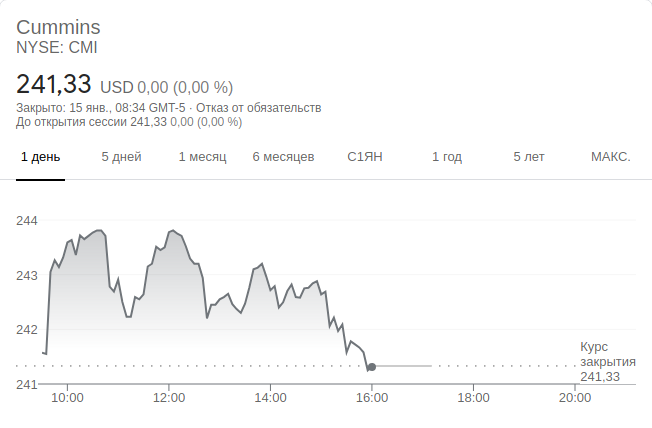 Cummins
NYSE: CMI
241,33 USD 0,00 (0,00 %)
Закрыто: 15 янв., 08:34 GMT-5 · Отказ от обязательств
До открытия сессии 241,33 0,00 (0,00 %)
1 день 5 дней 1 месяц 6 месяцев С1ЯН 1 год 5 лет МАКС.
244
243
242
Курс
закрытия
241,33
241
10:00 12:00 14:00 16:00 18:00 20:00